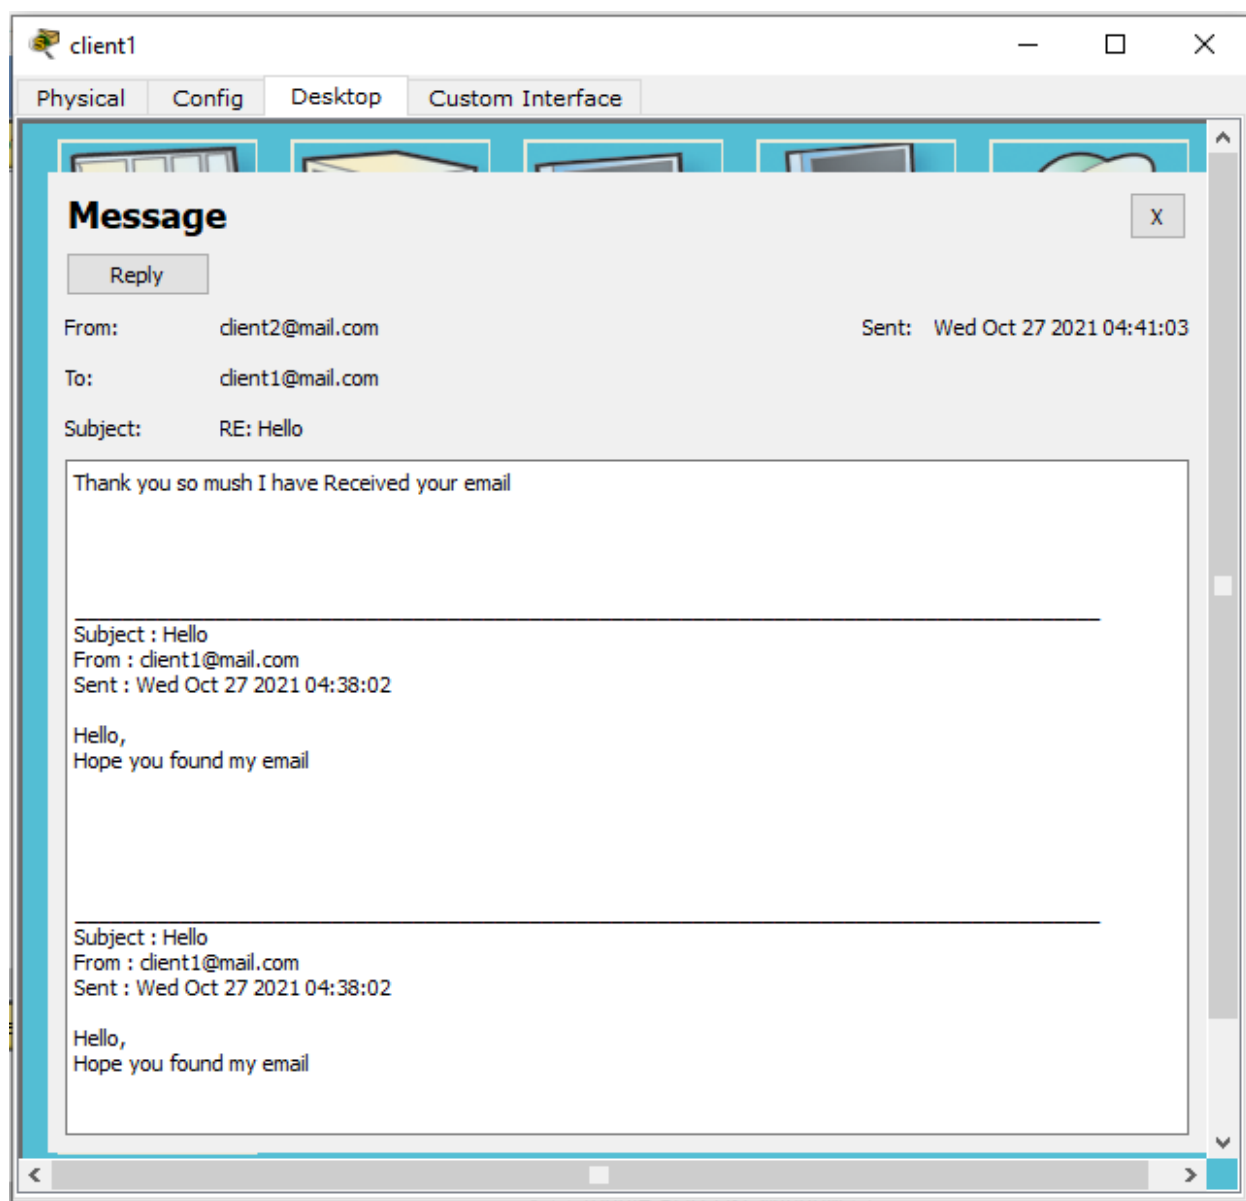 client1
Physical Config Desktop Custom Interface
Message
X
Reply
From: client2@mail.com Sent: Wed Oct 27 2021 04:41:03
To: client1@mail.com
Subject: RE: Hello
Thank you so mush I have Received your email
Subject : Hello
From : client1@mail.com
Sent : Wed Oct 27 2021 04:38:02
Hello,
Hope you found my email
Subject : Hello
From : client1@mail.com
Sent : Wed Oct 27 2021 04:38:02
Hello,
Hope you found my email